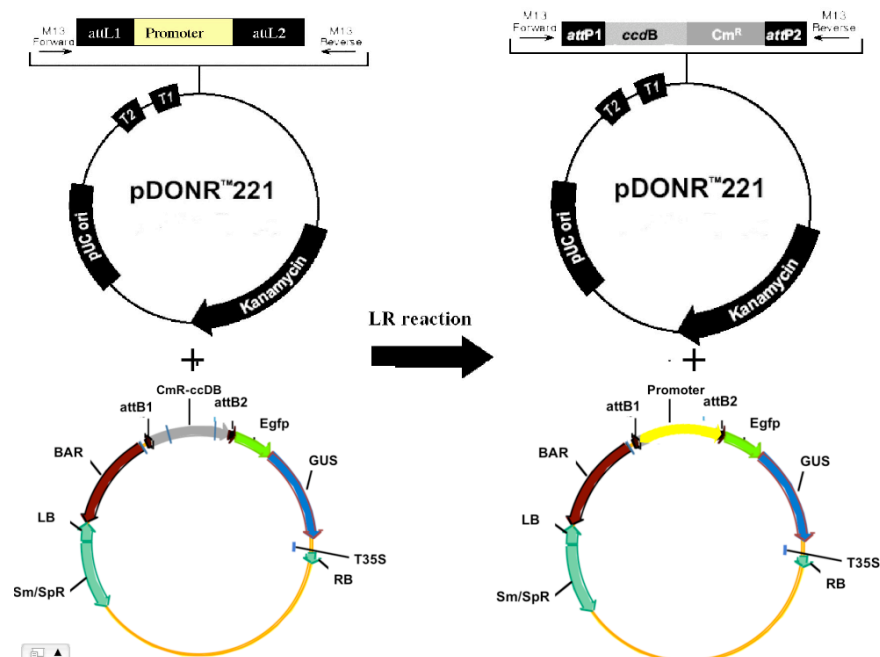 M13
Forward
attL1
Promoter
attL2
M13
Reverse
T2
T1
pDONR™221
pUC ori
Kanamycin
+
CmR-ccDB
attB1
attB2
Egfp
BAR
GUS
LB
T35S
RB
Sm/SpR
LR reaction
M13
Forward
attP1
ccdB
CmR
attP2
M13
Reverse
T2
T1
pDONR™221
pUC ori
Kanamycin
+
Promoter
attB1
attB2
Egfp
BAR
GUS
LB
T35S
RB
Sm/SpR